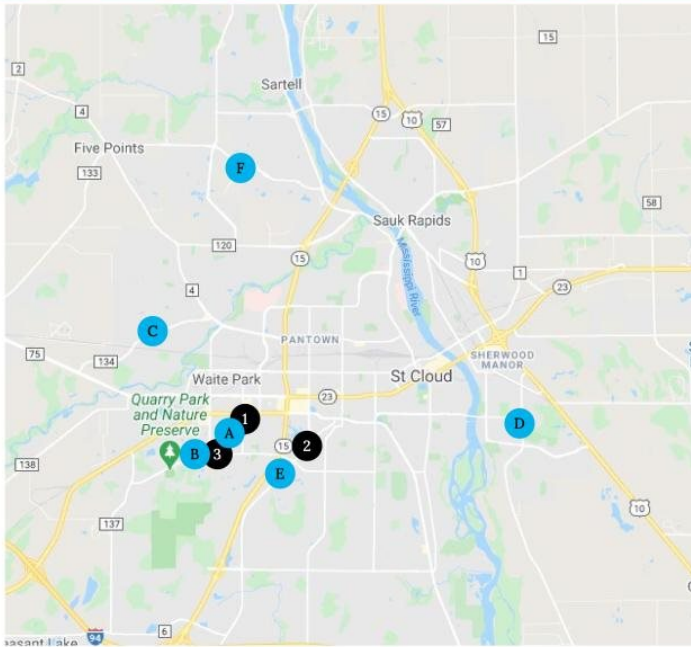 15
2
Sartell
4
15
10
57
Five Points
133
F
58
Sauk Rapids
120
15
10
1
Mississippi River
23
4
C
75
134
PANTOWN
SHERWOOD
MANOR
Waite Park
St Cloud
23
Quarry Park
and Nature
Preserve
1
A
D
15
2
B
3
138
E
10
137
6
94
easant Lake